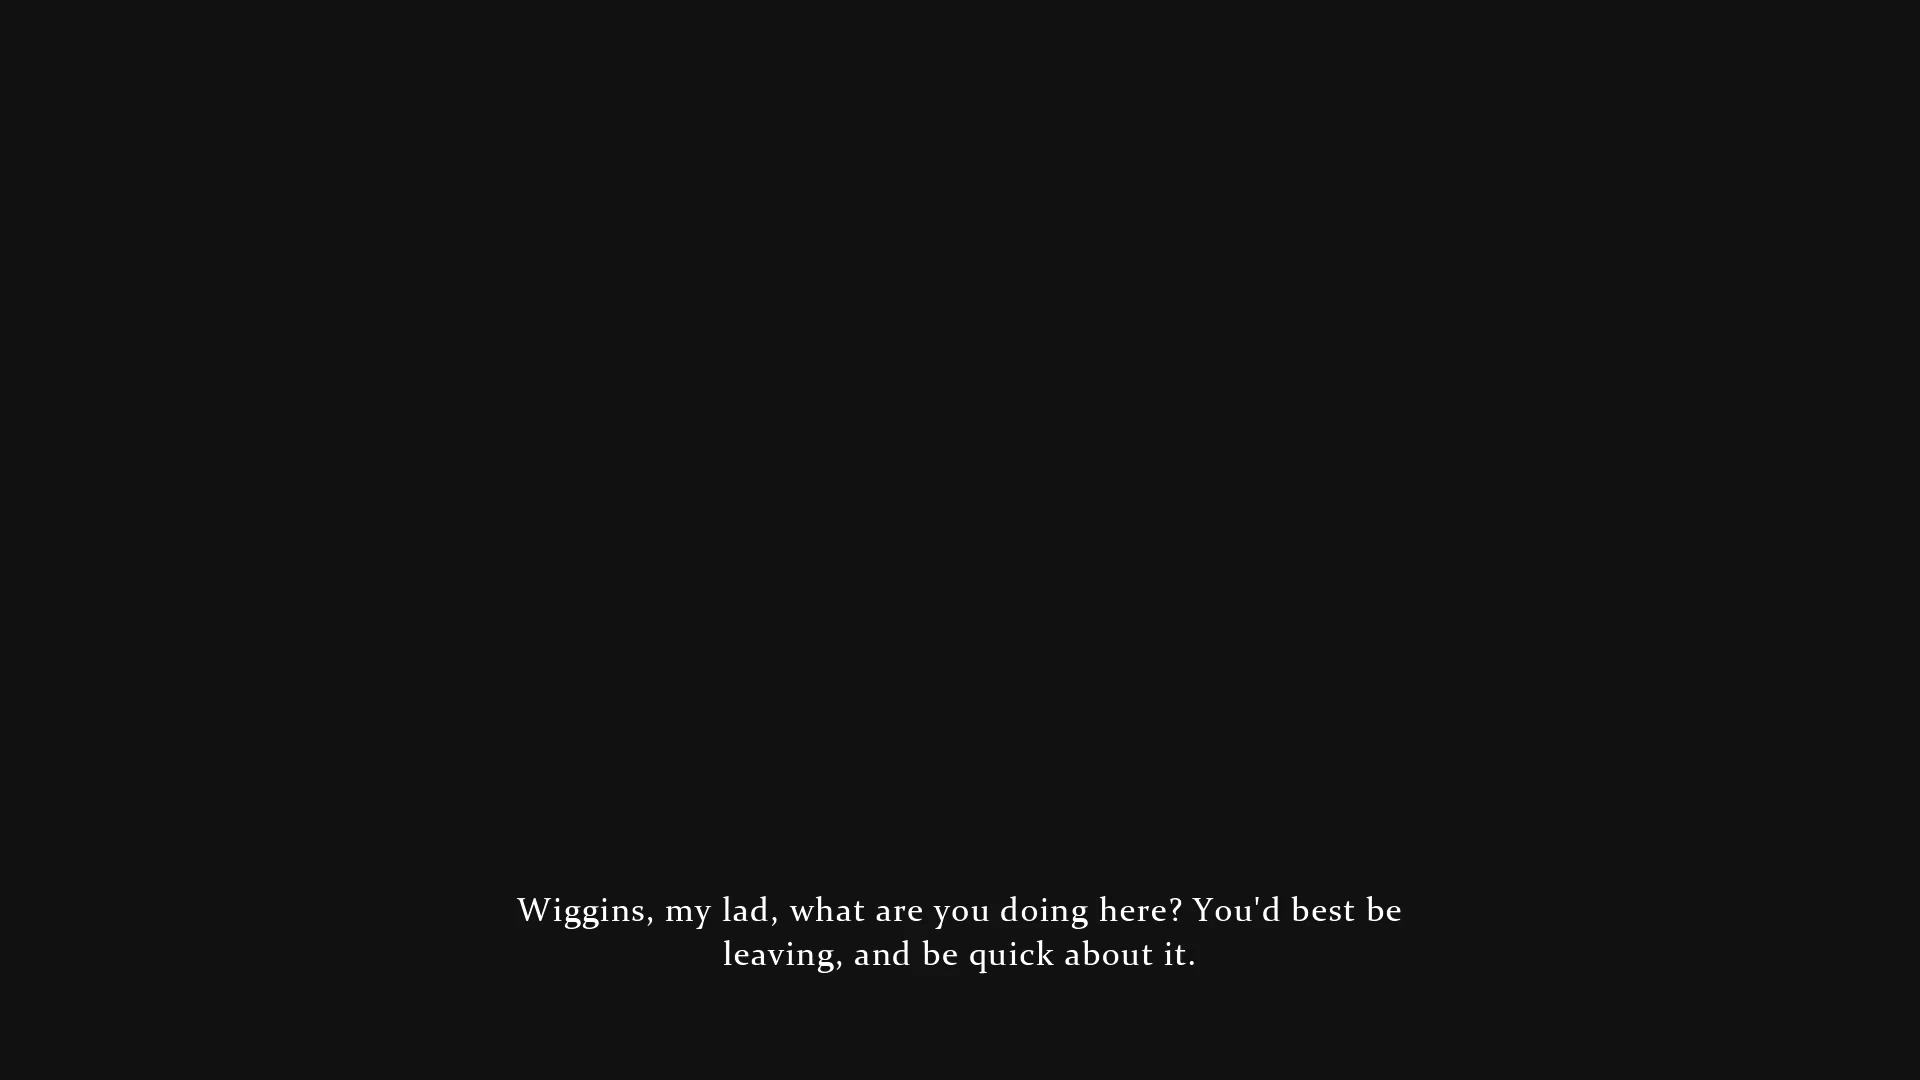 Wiggins, my lad, what are you doing here? You'd best be
leaving, and be quick about it.